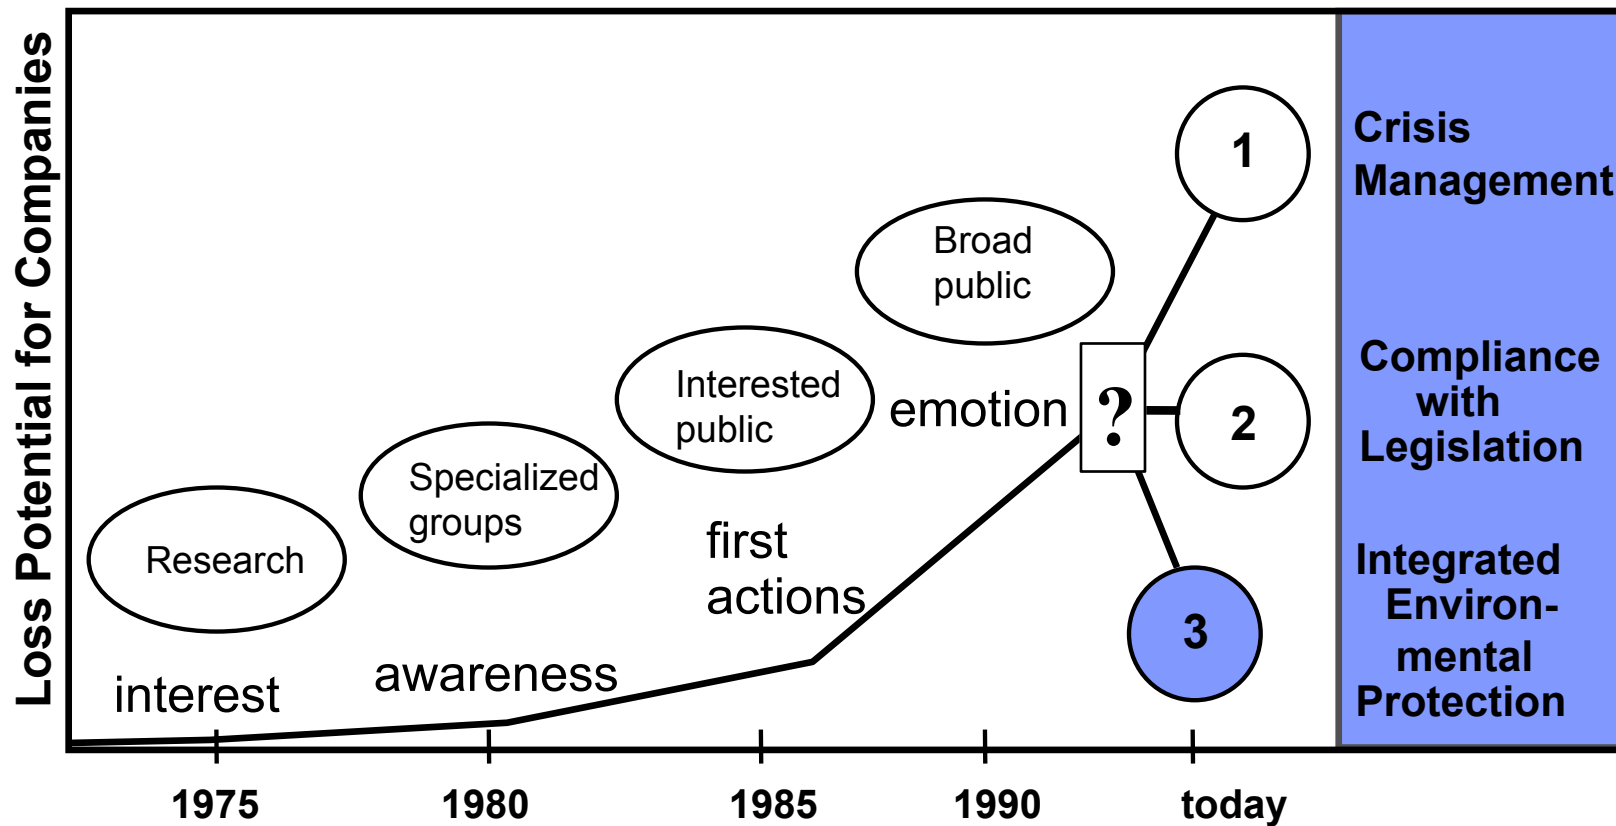 Loss Potential for Companies
1
Crisis
Management
Broad
public
Compliance
with
Legislation
Interested
public
emotion
?
2
Specialized
groups
first
actions
Research
3
Integrated
Environ-
mental
Protection
interest
awareness
1975
1980
1985
1990
today